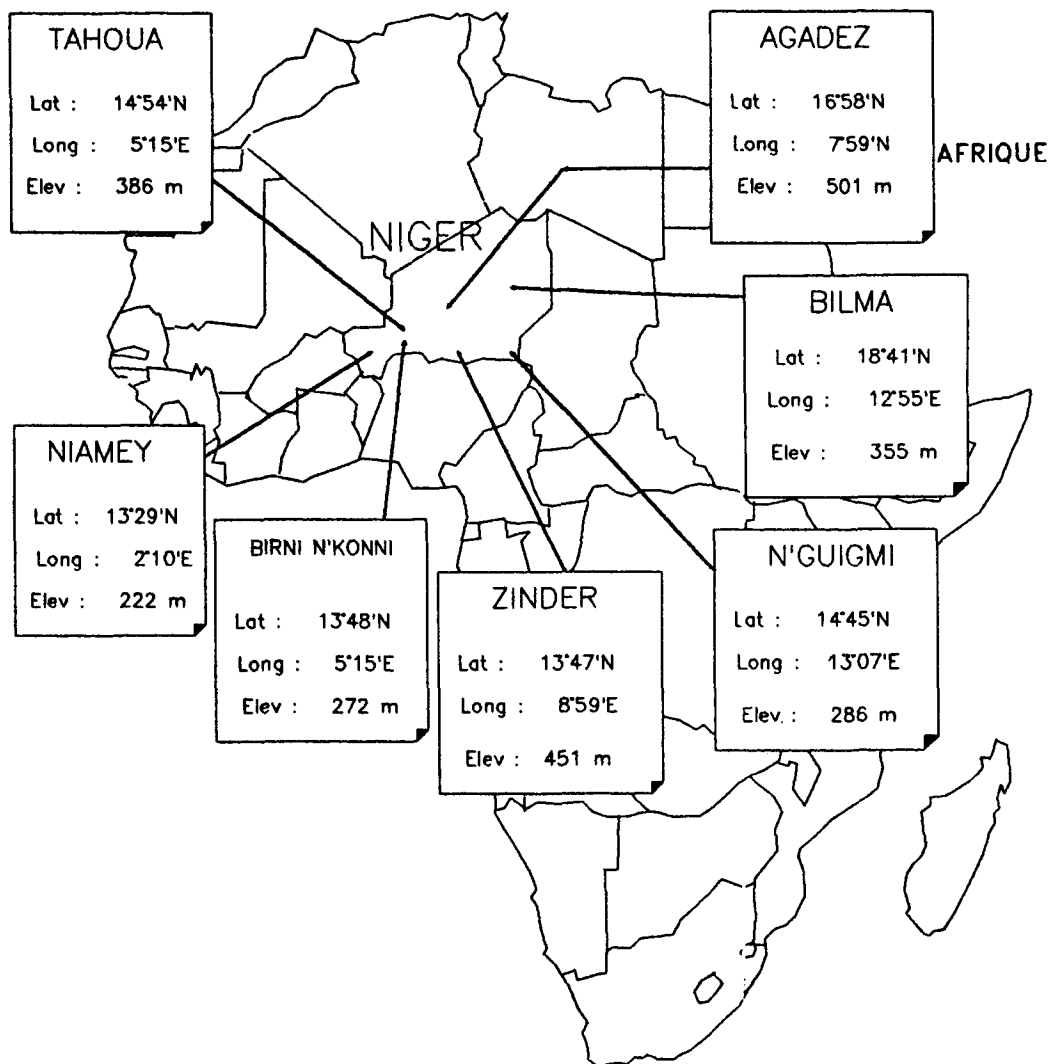 TAHOUA
Lat : 14°54'N
Long : 5°15'E
Elev : 386 m
AGADEZ
Lat : 16°58'N
Long : 7°59'N
Elev : 501 m
AFRIQUE
NIGER
BILMA
Lat : 18°41'N
Long : 12°55'E
Elev : 355 m
NIAMEY
Lat : 13°29'N
Long : 2°10'E
Elev : 222 m
BIRNI N'KONNI
Lat : 13°48'N
Long : 5°15'E
Elev : 272 m
ZINDER
Lat : 13°47'N
Long : 8°59'E
Elev : 451 m
N'GUIGMI
Lat : 14°45'N
Long : 13°07'E
Elev. : 286 m